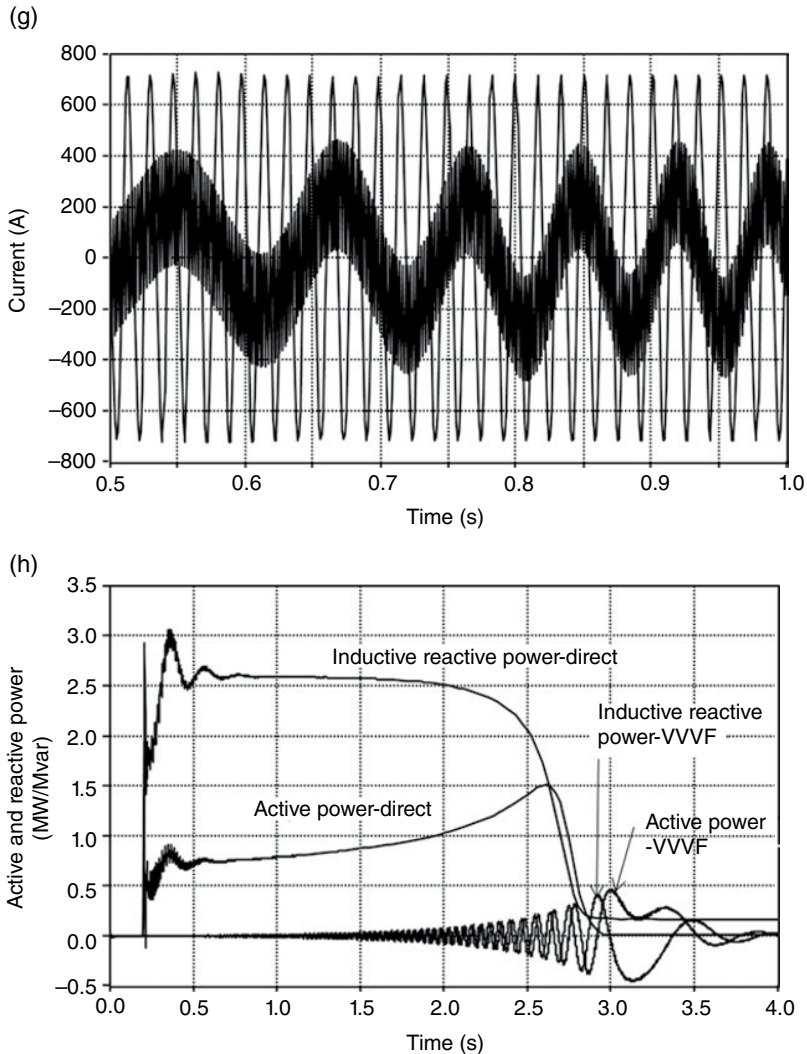 (g)
800
600
400
200
0
–200
–400
–600
–800
Current (A)
0.5 0.6 0.7 0.8 0.9 1.0
Time (s)
(h)
3.5
3.0
2.5
2.0
1.5
1.0
0.5
0.0
–0.5
Active and reactive power
(MW/Mvar)
Inductive reactive power-direct
Inductive reactive
power-VVVF
Active power-direct
Active power
-VVVF
0.0 0.5 1.0 1.5 2.0 2.5 3.0 3.5 4.0
Time (s)